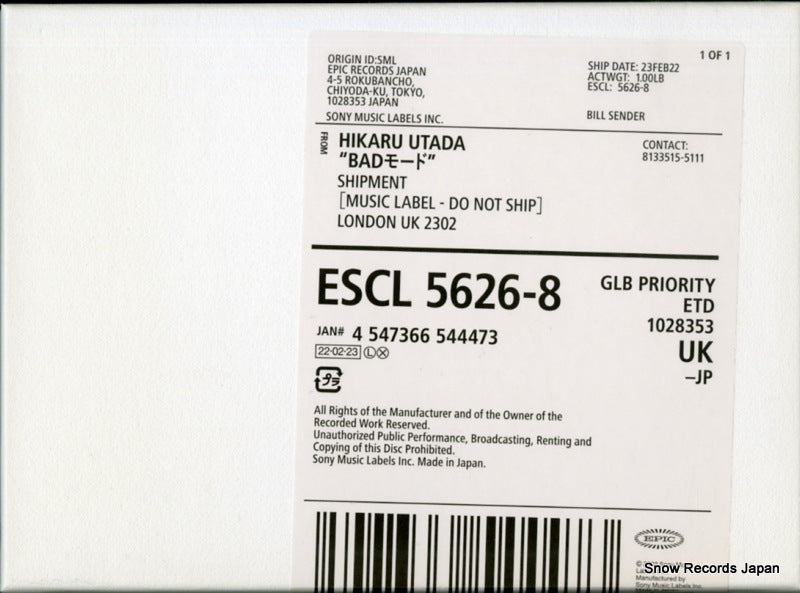 1 OF 1
ORIGIN ID:SML
EPIC RECORDS JAPAN
4-5 ROKUBANCHO,
CHIYODA-KU, TOKYO,
1028353 JAPAN
SONY MUSIC LABELS INC.
SHIP DATE: 23FEB22
ACTWGT: 1.00LB
ESCL: 5626-8
BILL SENDER
FROM
HIKARU UTADA
"BADモード"
SHIPMENT
[MUSIC LABEL - DO NOT SHIP]
LONDON UK 2302
CONTACT:
8133515-5111
ESCL 5626-8
JAN# 4 547366 544473
22-02-23 Ⓛ Ⓧ
プラ
GLB PRIORITY
ETD
1028353
UK
–JP
All Rights of the Manufacturer and of the Owner of the
Recorded Work Reserved.
Unauthorized Public Performance, Broadcasting, Renting and
Copying of this Disc Prohibited.
Sony Music Labels Inc. Made in Japan.
EPIC
Manufactured by
Snow Records Japan